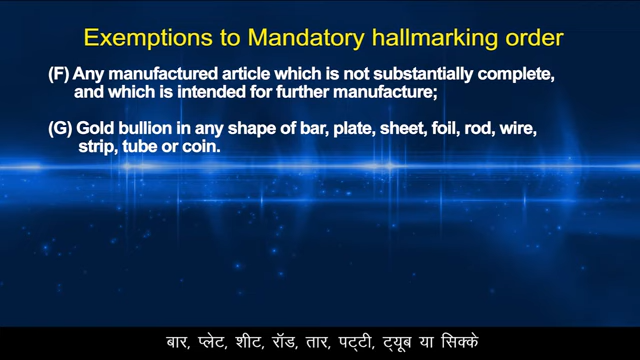 Exemptions to Mandatory hallmarking order
(F) Any manufactured article which is not substantially complete,
and which is intended for further manufacture;
(G) Gold bullion in any shape of bar, plate, sheet, foil, rod, wire,
strip, tube or coin.
बार, प्लेट, शीट, रॉड, तार, पट्टी, ट्यूब या सिक्के